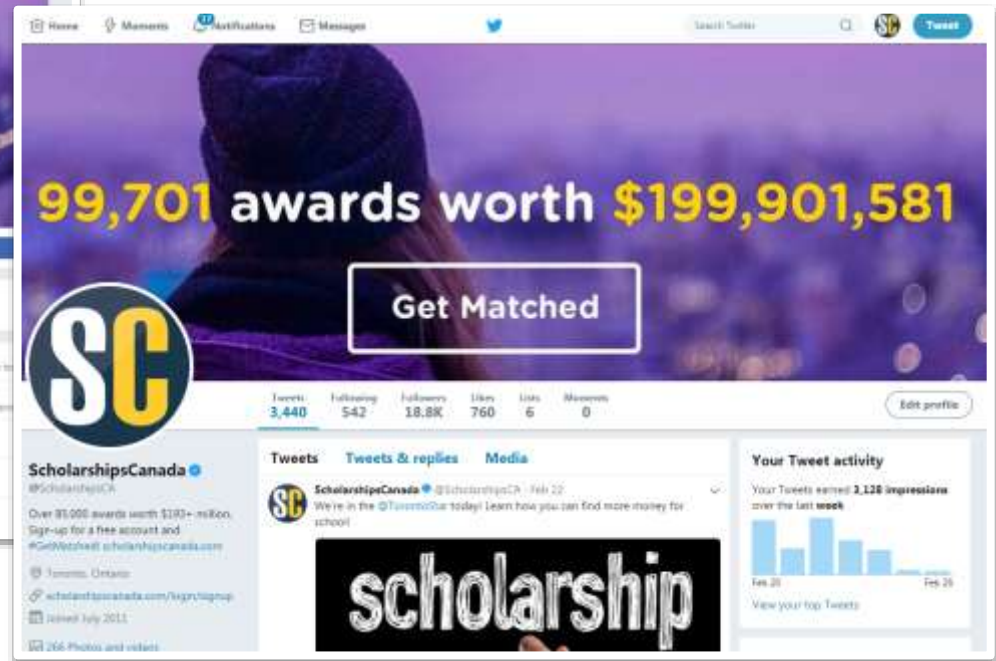 Home Moments 17 Notifications Messages Search Twitter SC Tweet
99,701 awards worth $199,901,581
Get Matched
SC
Tweets Following Followers Likes Lists Moments
3,440 542 18.8K 760 6 0
Edit profile
ScholarshipsCanada
@ScholarshipsCA
Over 85,000 awards worth $193+ million.
Sign-up for a free account and
#GetMatched! scholarshipscanada.com
Toronto, Ontario
scholarshipscanada.com/login/signup
Joined July 2011
266 Photos and videos
Tweets Tweets & replies Media
SC
ScholarshipsCanada @ScholarshipsCA · Feb 22
We're in the @TorontoStar today! Learn how you can find more money for
school!
scholarship
Your Tweet activity
Your Tweets earned 3,128 impressions
over the last week
Feb 20 Feb 26
View your top Tweets